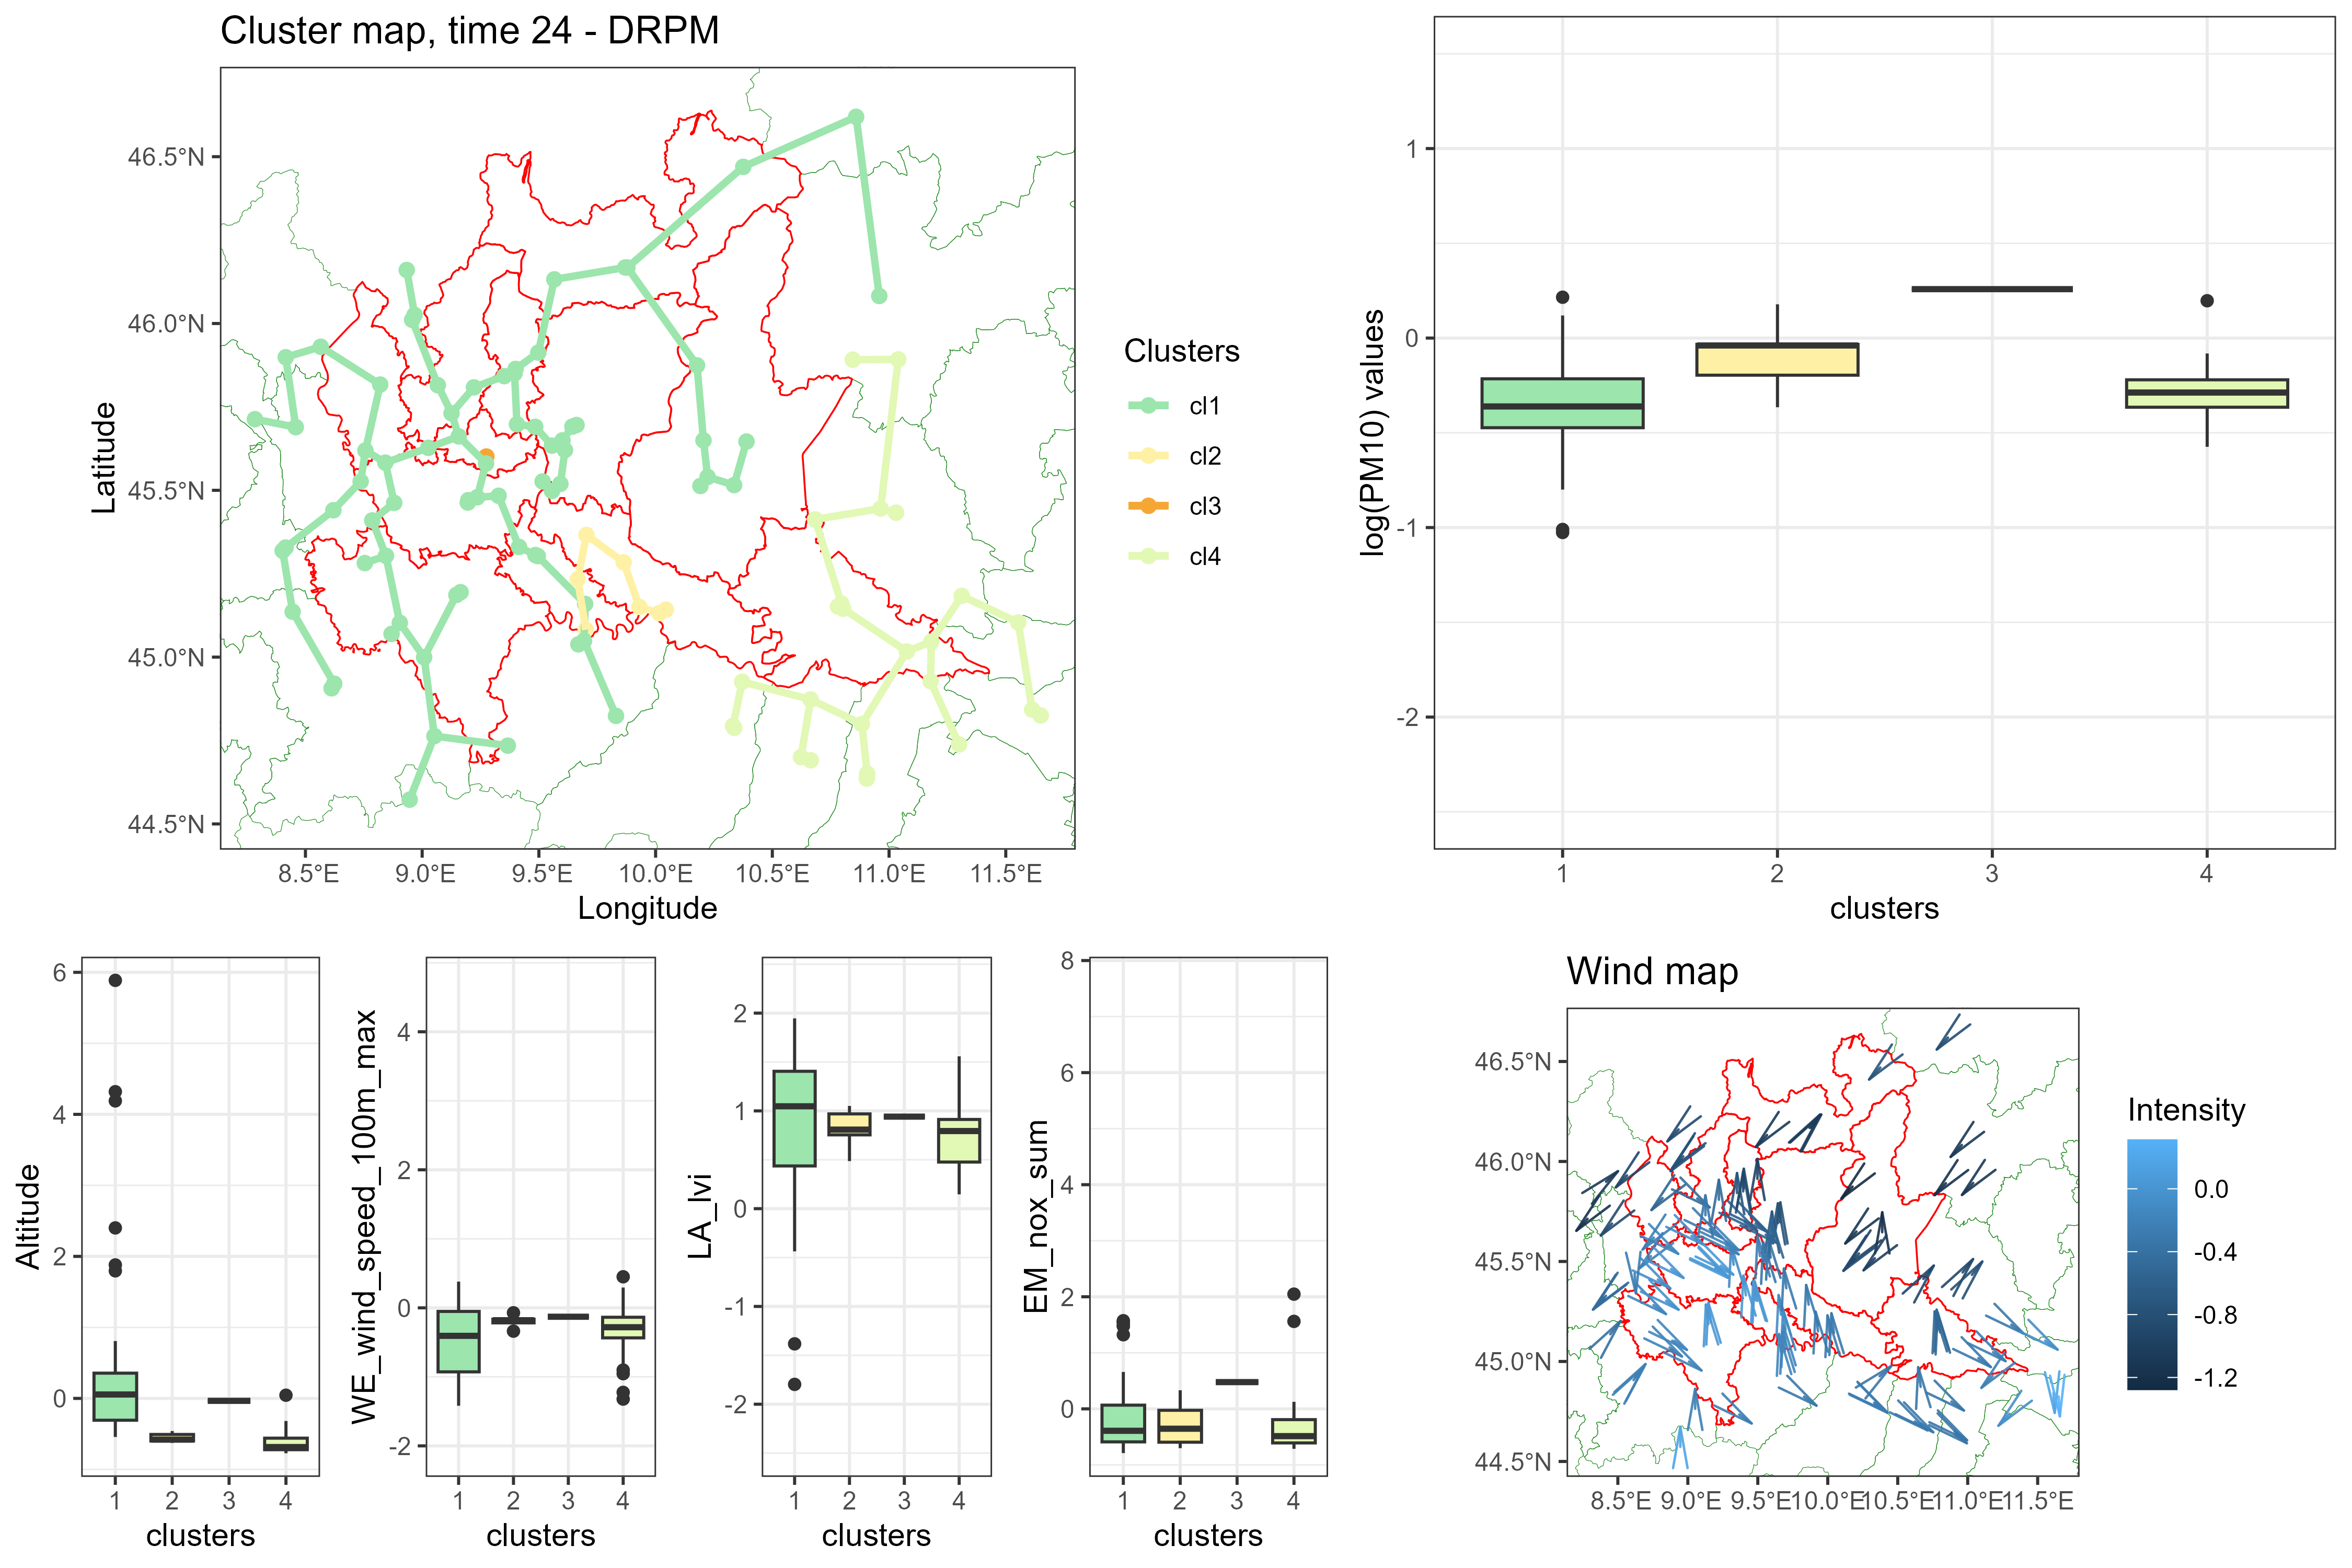 Cluster map, time 24 - DRPM
46.5°N
46.0°N
45.5°N
45.0°N
44.5°N
Latitude
8.5°E 9.0°E 9.5°E 10.0°E 10.5°E 11.0°E 11.5°E
Longitude
Clusters
cl1
cl2
cl3
cl4
log(PM10) values
1
0
-1
-2
1 2 3 4
clusters
Altitude
6
4
2
0
1 2 3 4
clusters
WE_wind_speed_100m_max
4
2
0
-2
1 2 3 4
clusters
LA_lvi
2
1
0
-1
-2
1 2 3 4
clusters
EM_nox_sum
8
6
4
2
0
1 2 3 4
clusters
Wind map
46.5°N
46.0°N
45.5°N
45.0°N
44.5°N
8.5°E 9.0°E 9.5°E 10.0°E 10.5°E 11.0°E 11.5°E
Intensity
0.0
-0.4
-0.8
-1.2